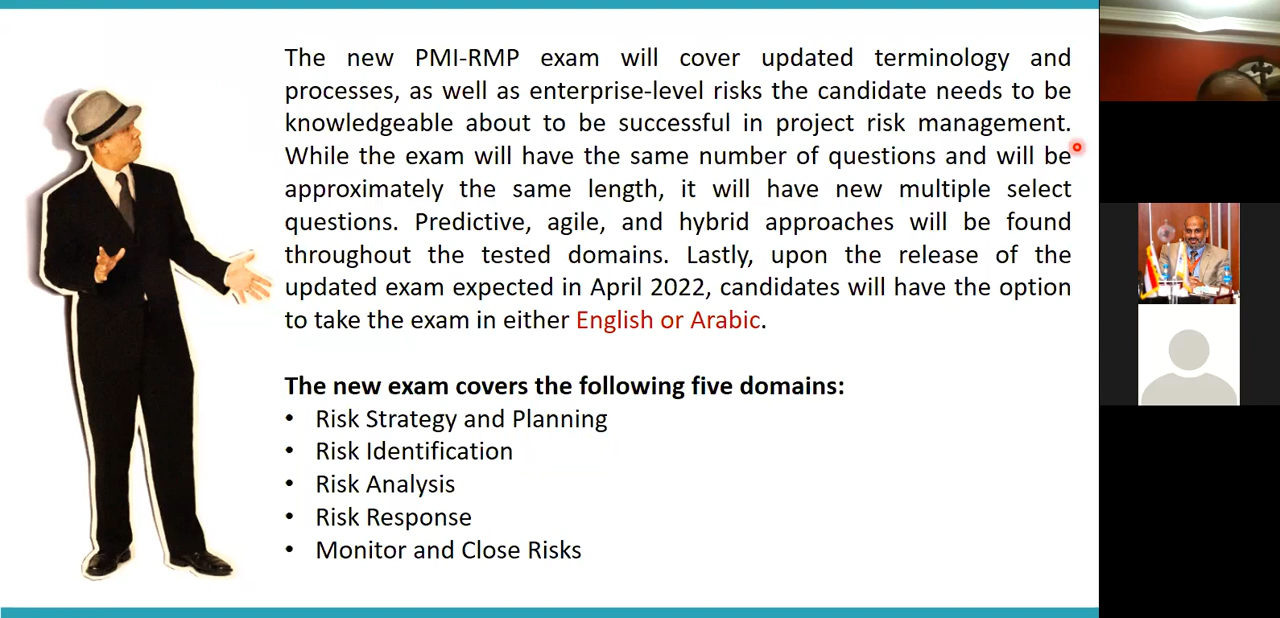 The new PMI-RMP exam will cover updated terminology and
processes, as well as enterprise-level risks the candidate needs to be
knowledgeable about to be successful in project risk management.
While the exam will have the same number of questions and will be
approximately the same length, it will have new multiple select
questions. Predictive, agile, and hybrid approaches will be found
throughout the tested domains. Lastly, upon the release of the
updated exam expected in April 2022, candidates will have the option
to take the exam in either English or Arabic.
The new exam covers the following five domains:
• Risk Strategy and Planning
• Risk Identification
• Risk Analysis
• Risk Response
• Monitor and Close Risks